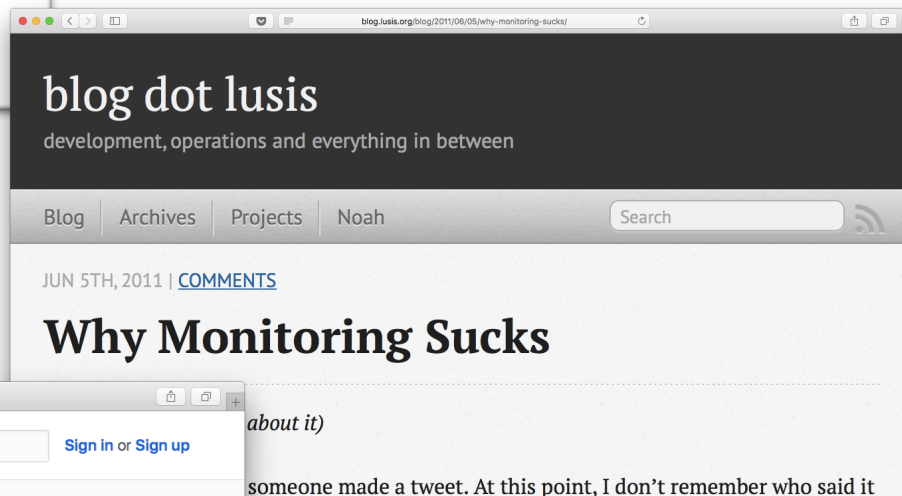 blog.lusis.org/blog/2011/06/05/why-monitoring-sucks/
blog dot lusis
development, operations and everything in between
Blog Archives Projects Noah Search
JUN 5TH, 2011 | COMMENTS
Why Monitoring Sucks
about it)
Sign in or Sign up
someone made a tweet. At this point, I don’t remember who said it